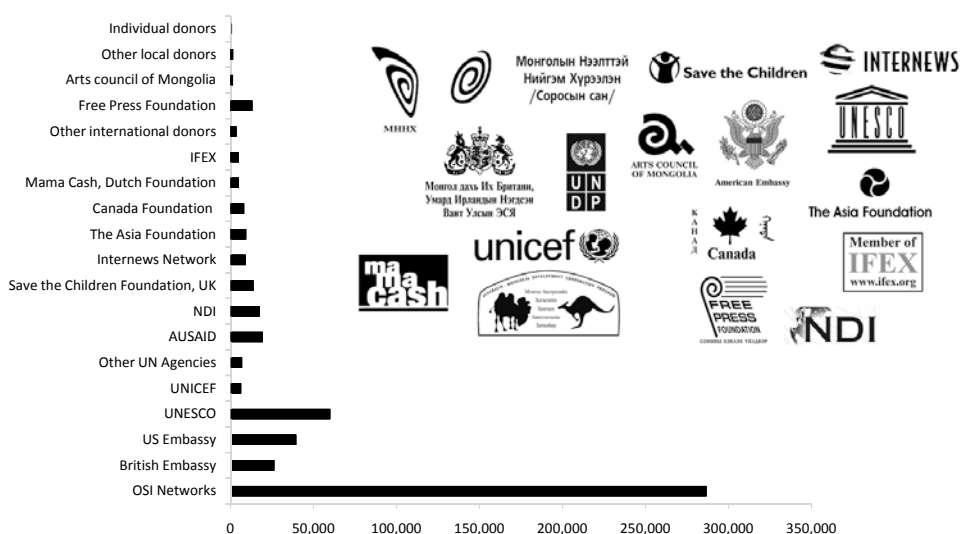 Individual donors
Other local donors
Arts council of Mongolia
Free Press Foundation
Other international donors
IFEX
Mama Cash, Dutch Foundation
Canada Foundation
The Asia Foundation
Internews Network
Save the Children Foundation, UK
NDI
AUSAID
Other UN Agencies
UNICEF
UNESCO
US Embassy
British Embassy
OSI Networks
0 50,000 100,000 150,000 200,000 250,000 300,000 350,000
МННХ
Монголын Нээлттэй
Нийгэм Хүрээлэн
/Соросын сан/
Save the Children
INTERNEWS
UNESCO
ARTS COUNCIL
OF MONGOLIA
American Embassy
Монгол дахь Их Британи,
Умард Ирландын Нэгдсэн
Вант Улсын ЭСЯ
UN
DP
The Asia Foundation
КАНАД
Canada
unicef
Member of
IFEX
www.ifex.org
ma
ma
cash
FREE
PRESS
FOUNDATION
NDI